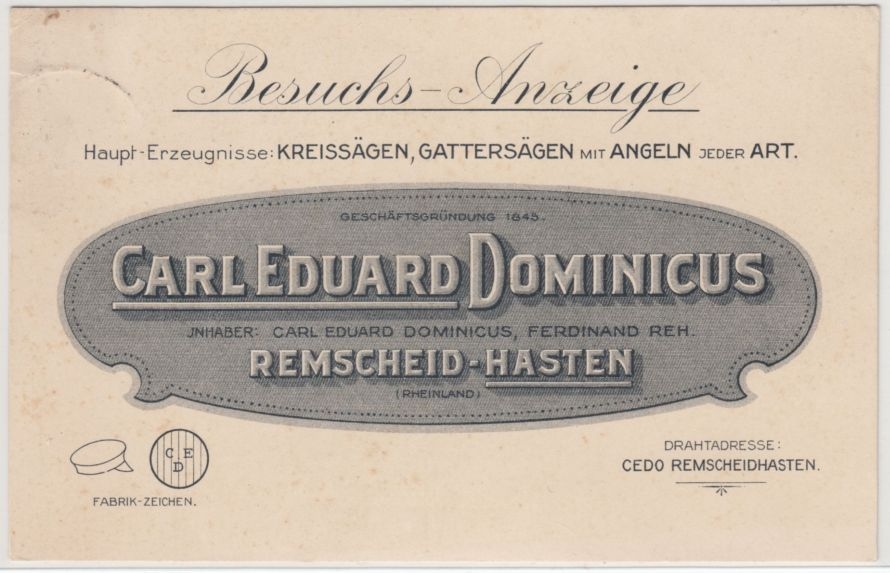 Besuchs-Anzeige
Haupt-Erzeugnisse: KREISSÄGEN, GATTERSÄGEN MIT ANGELN JEDER ART.
GESCHÄFTSGRÜNDUNG 1845.
CARL EDUARD DOMINICUS
JNHABER: CARL EDUARD DOMINICUS, FERDINAND REH.
REMSCHEID-HASTEN
(RHEINLAND)
C E
D
FABRIK-ZEICHEN.
DRAHTADRESSE:
CEDO REMSCHEIDHASTEN.